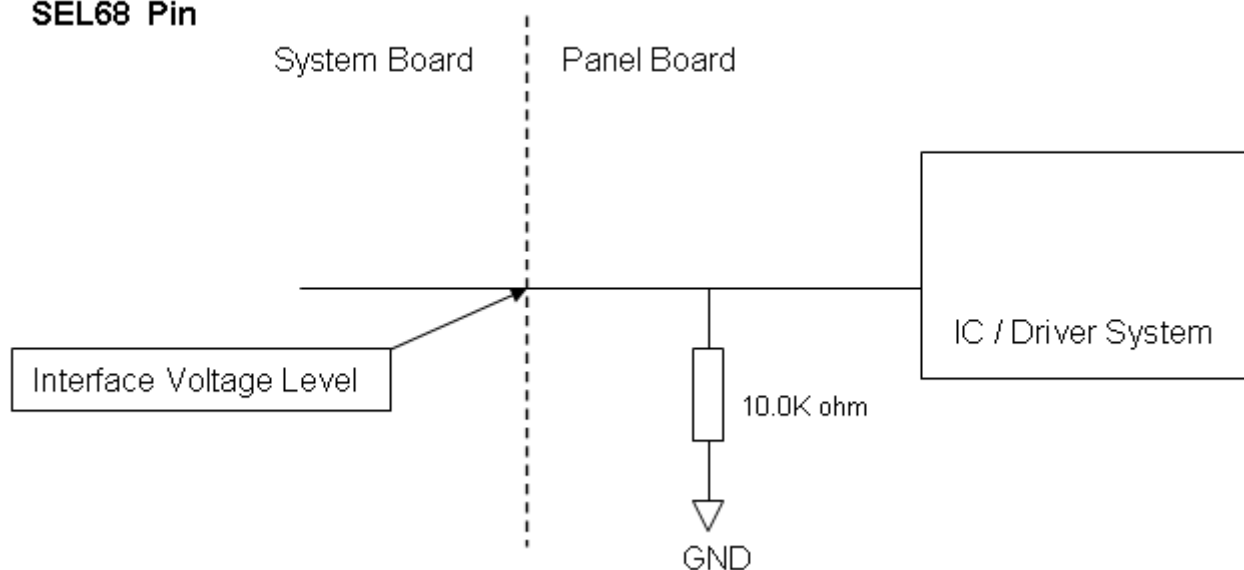 SEL68 Pin
System Board
Panel Board
IC / Driver System
Interface Voltage Level
10.0K ohm
GND